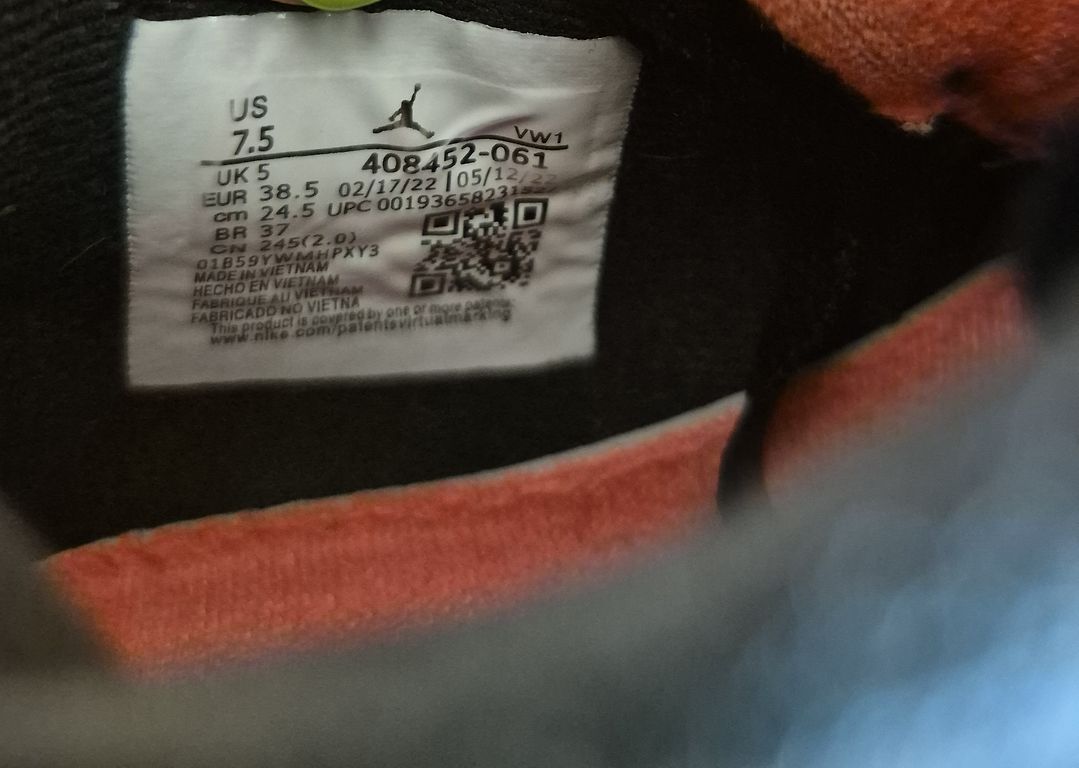 US
7.5
VW1
408452-061
UK 5
02/17/22 | 05/12/22
EUR 38.5
UPC 00193658231
cm 24.5
BR 37
CN 245(2.0)
01B59YWMHPXY3
MADE IN VIETNAM
HECHO EN VIETNAM
FABRIQUE AU VIETNAM
FABRICADO NO VIETNA
This product is covered by one or more patents.
www.nike.com/patentsvirtualmarking